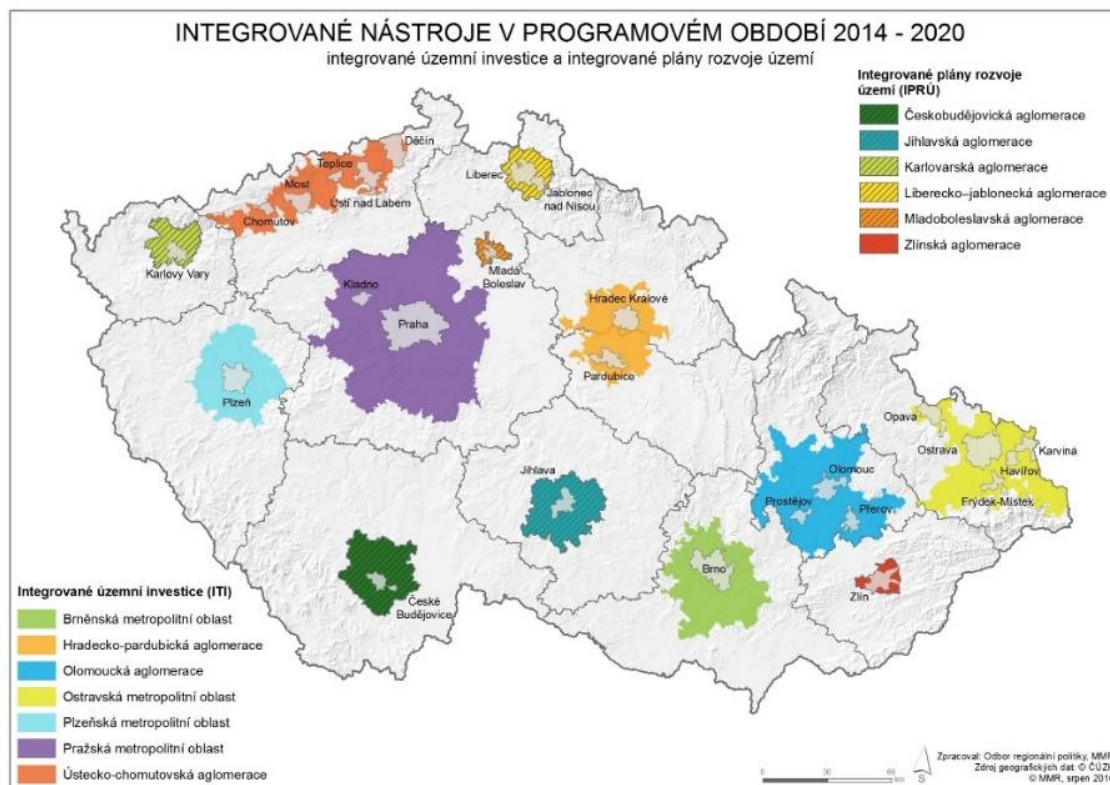 INTEGROVANÉ NÁSTROJE V PROGRAMOVÉM OBDOBÍ 2014 - 2020
integrované územní investice a integrované plány rozvoje území
Integrované plány rozvoje
území (IPRÚ)
Českobudějovická aglomerace
Jihlavská aglomerace
Karlovarská aglomerace
Liberecko–jablonecká aglomerace
Mladoboleslavská aglomerace
Zlínská aglomerace
Děčín
Teplice
Most
Ústí nad Labem
Chomutov
Liberec
Jablonec
nad Nisou
Karlovy Vary
Mladá
Boleslav
Kladno
Praha
Hradec Králové
Pardubice
Plzeň
Opava
Ostrava
Karviná
Havířov
Frýdek-Místek
Jihlava
Olomouc
Prostějov
Přerov
Brno
Zlín
České
Budějovice
Integrované územní investice (ITI)
Brněnská metropolitní oblast
Hradecko-pardubická aglomerace
Olomoucká aglomerace
Ostravská metropolitní oblast
Plzeňská metropolitní oblast
Pražská metropolitní oblast
Ústecko-chomutovská aglomerace
0 30 60
km
S
Zpracoval: Odbor regionální politiky, MMR
Zdroj geografických dat: © ČÚZK
© MMR, srpen 2016